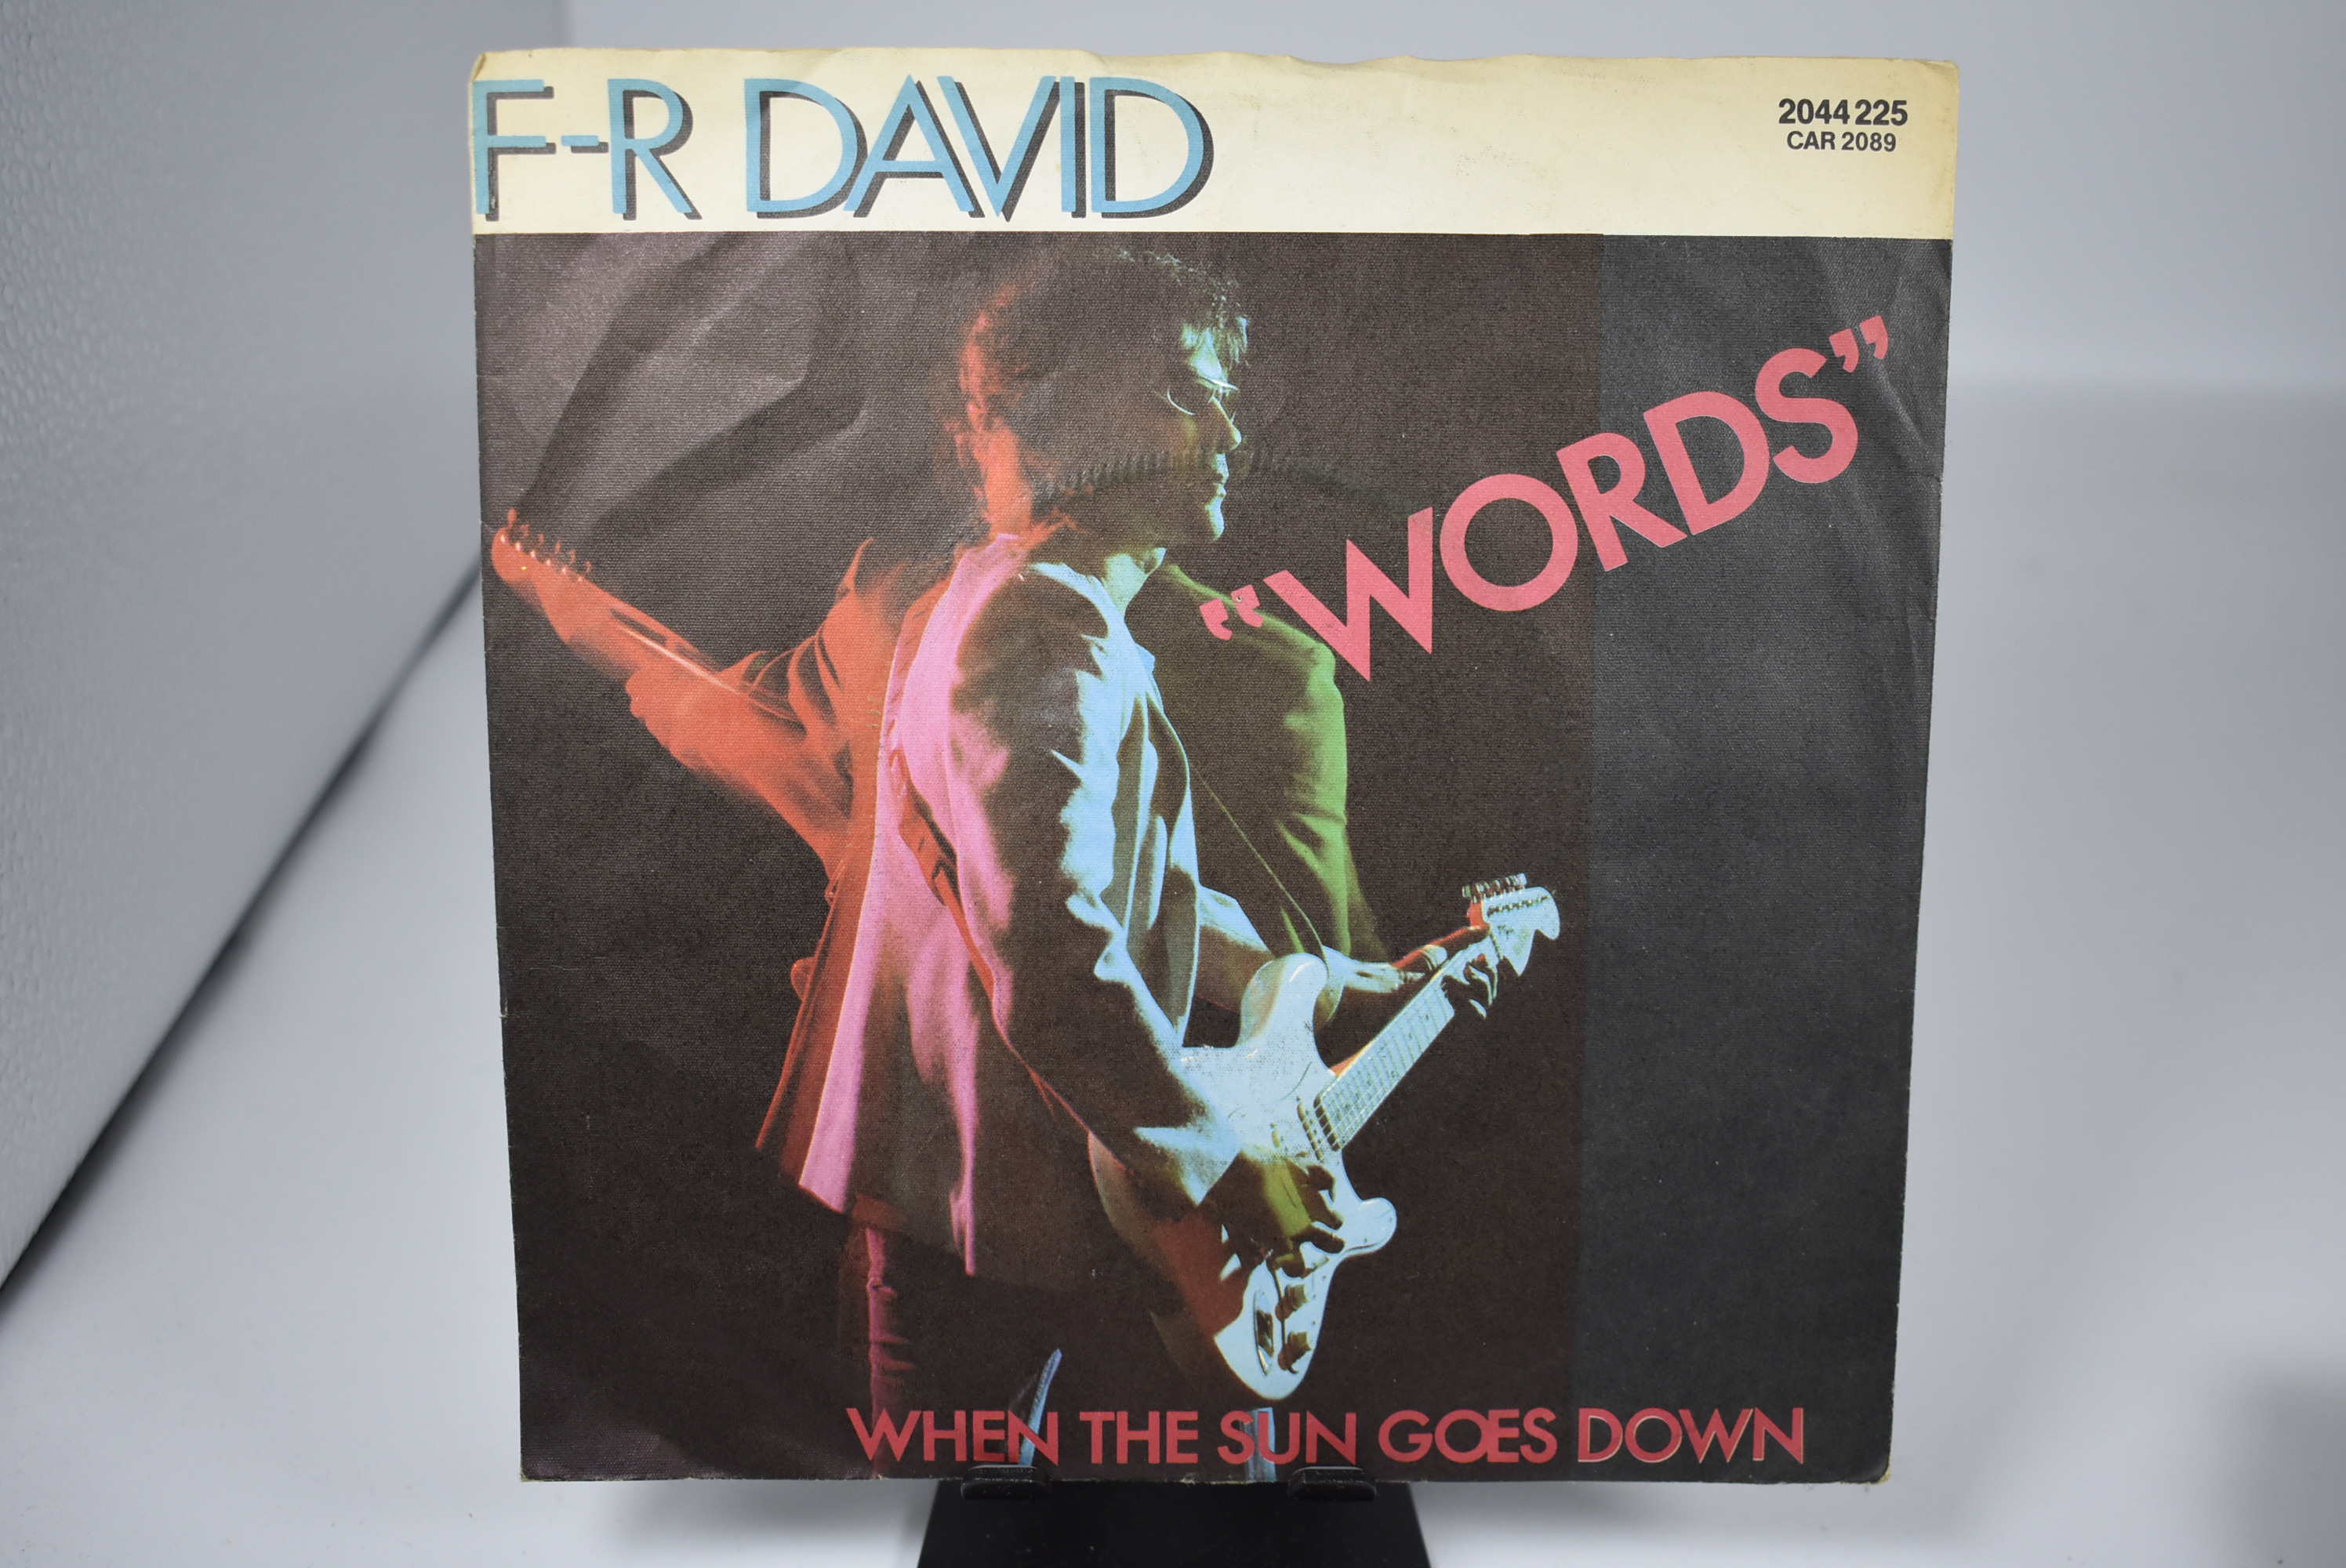 F-R DAVID
2044 225
CAR 2089
“WORDS”
WHEN THE SUN GOES DOWN